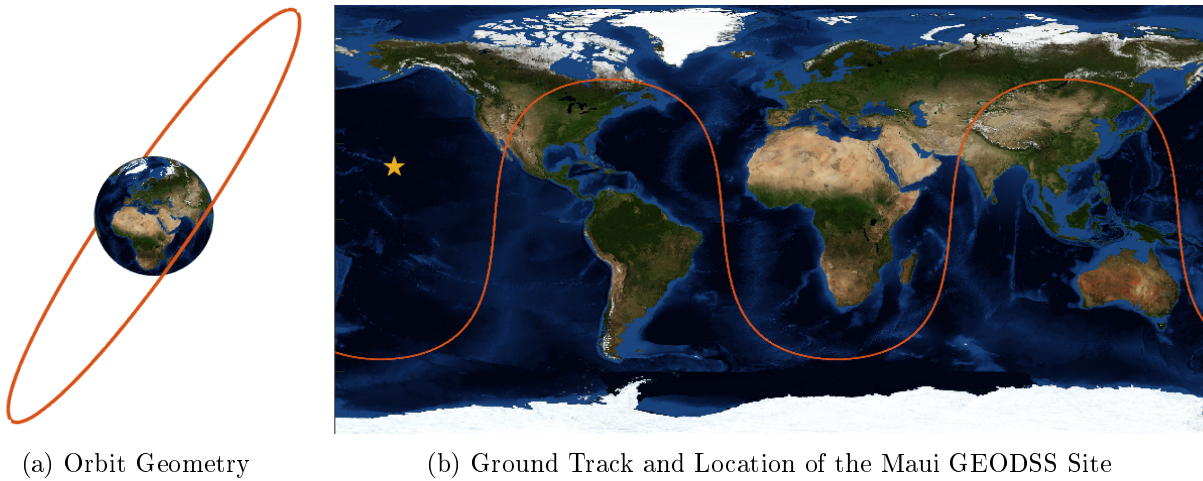 (a) Orbit Geometry
(b) Ground Track and Location of the Maui GEODSS Site